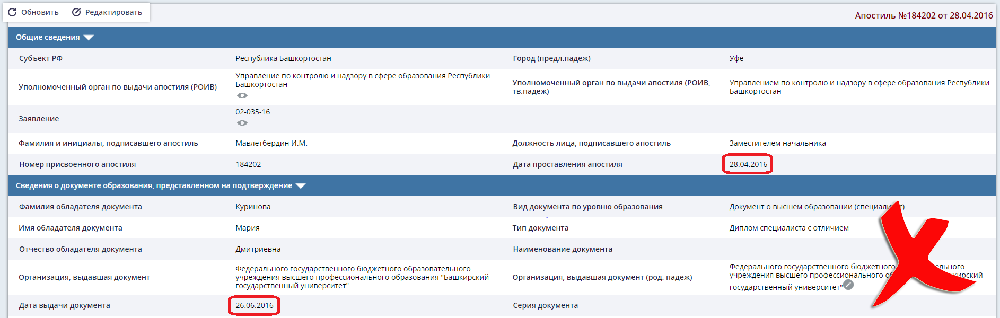 Обновить Редактировать
Апостиль №184202 от 28.04.2016
Общие сведения
Субъект РФ Республика Башкортостан Город (предл.падеж) Уфе
Уполномоченный орган по выдачи апостиля (РОИВ) Управление по контролю и надзору в сфере образования Республики
Башкортостан
Уполномоченный орган по выдачи апостиля (РОИВ,
тв.падеж)
Управлением по контролю и надзору в сфере образования Республики
Башкортостан
Заявление 02-035-16
Фамилия и инициалы, подписавшего апостиль Мавлетбердин И.М. Должность лица, подписавшего апостиль Заместителем начальника
Номер присвоенного апостиля 184202 Дата проставления апостиля 28.04.2016
Сведения о документе образования, представленном на подтверждение
Фамилия обладателя документа Куринова Вид документа по уровню образования Документ о высшем образовании
Имя обладателя документа Мария Тип документа Диплом специалиста с отличием
Отчество обладателя документа Дмитриевна Наименование документа
Организация, выдавшая документ Федерального государственного бюджетного образовательного
учреждения высшего профессионального образования "Башкирский
государственный университет"
Организация, выдавшая документ (род. падеж)
Федерального государственного бюджетного
учреждения высшего профессионального
государственный университет"
Дата выдачи документа 26.06.2016 Серия документа